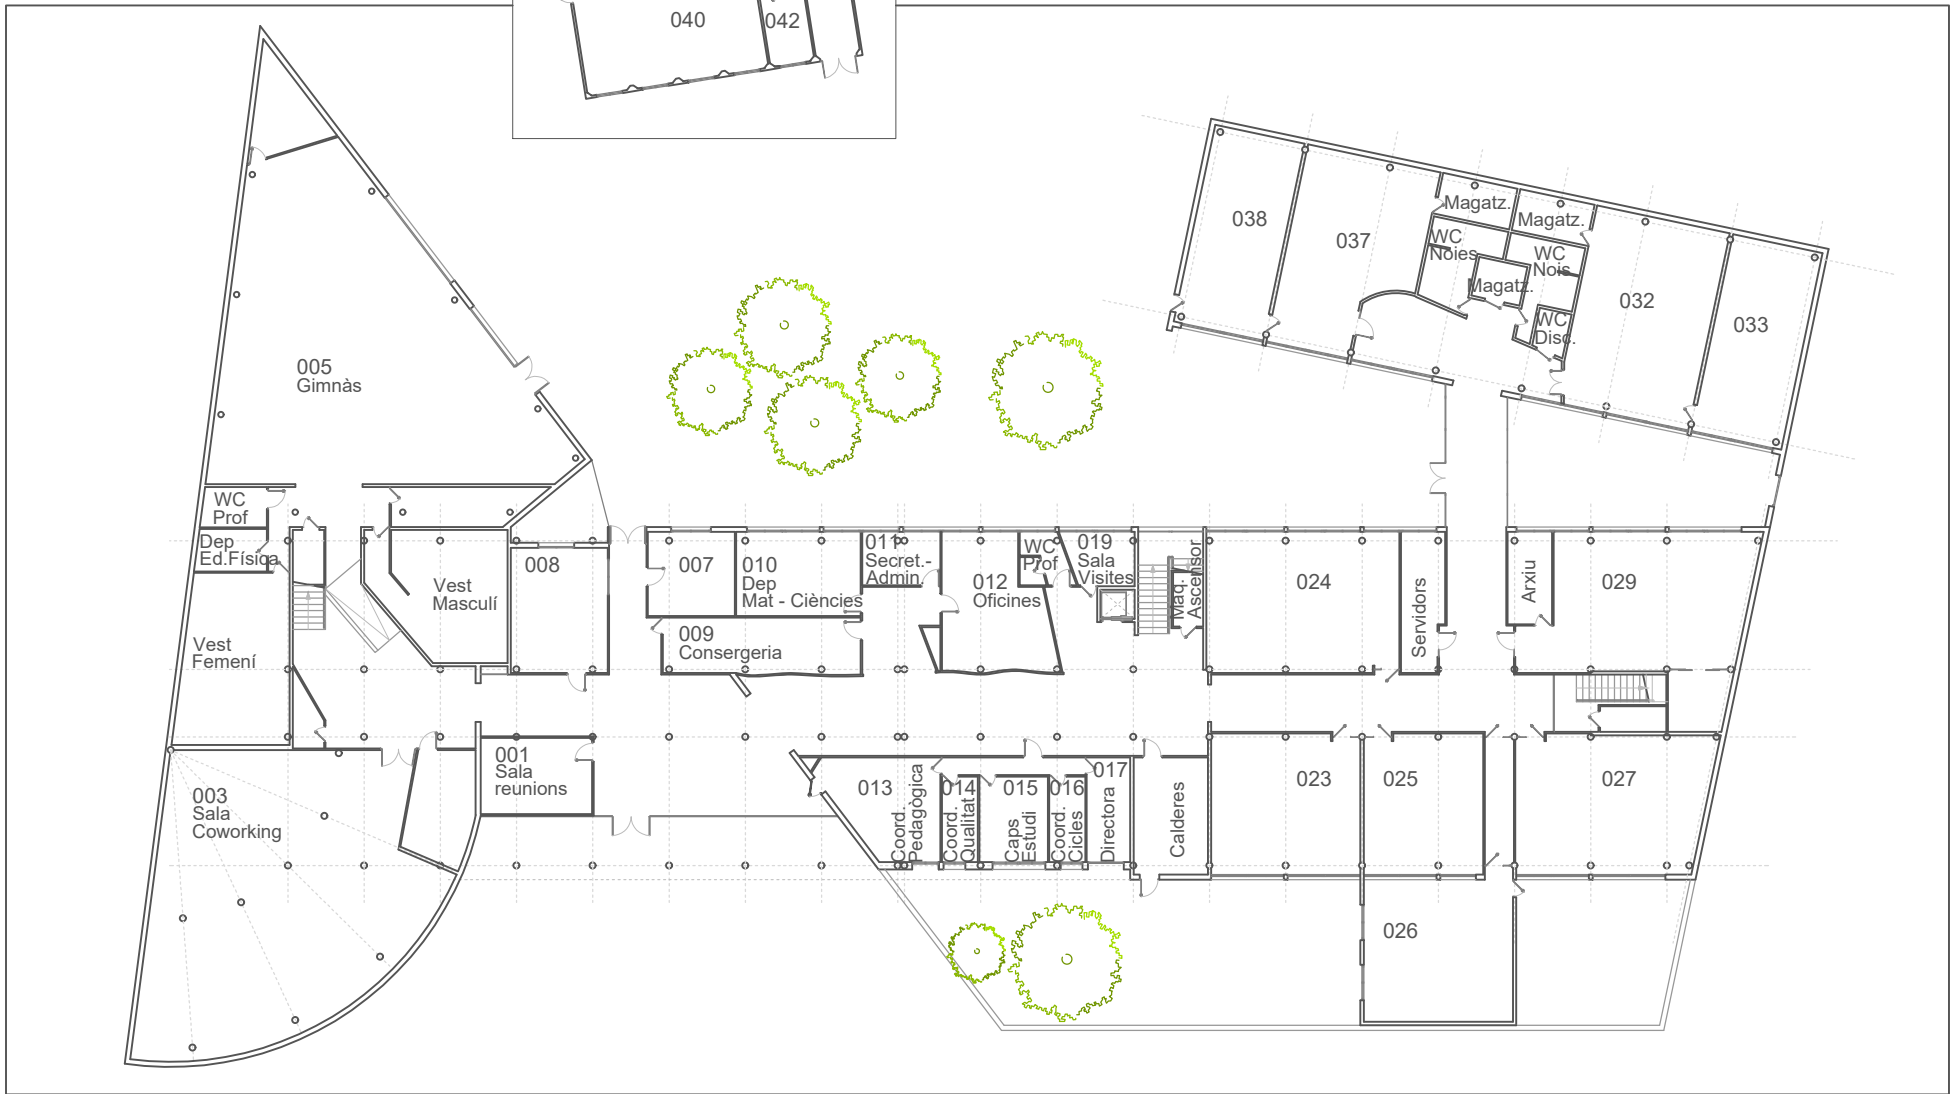 040
042
038
037
Magatz.
Magatz.
WC
Noies
WC
Nois
Magatz.
WC
Disc.
032
033
005
Gimnàs
WC
Prof
Dep
Ed.Física
Vest
Masculí
Vest
Femení
008
007
010
Dep
Mat - Ciències
009
Consergeria
011
Secret.-
Admin.
012
Oficines
WC
Prof
019
Sala
Visites
Maq.
Ascensor
024
Servidors
Arxiu
029
001
Sala
reunions
003
Sala
Coworking
013
Coord.
Pedagògica
014
Coord.
Qualitat
015
Caps
Estudi
016
Coord.
Cicles
017
Directora
Calderes
023
025
027
026